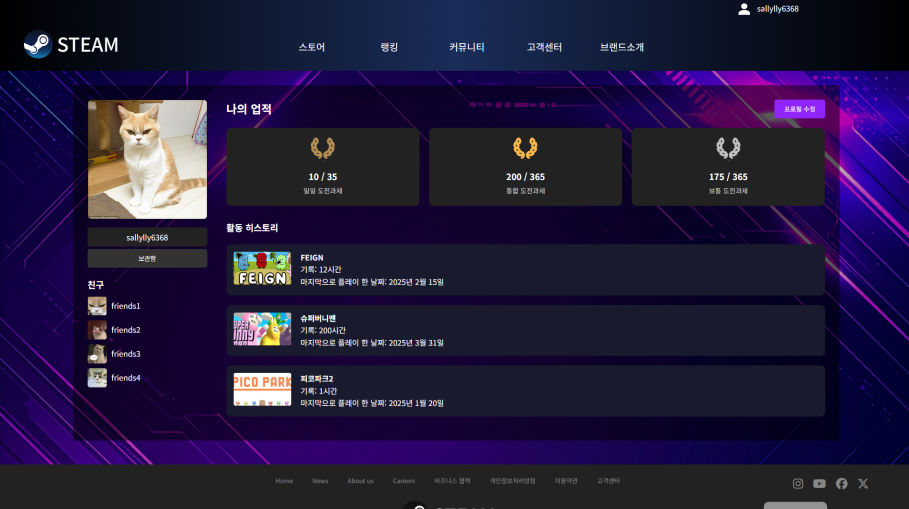 sallylly6368
STEAM
스토어
랭킹
커뮤니티
고객센터
브랜드소개
나의 업적
프로필 수정
10 / 35
일일 도전과제
200 / 365
통합 도전과제
175 / 365
보통 도전과제
sallylly6368
보관함
친구
friends1
friends2
friends3
friends4
활동 히스토리
FEIGN
FEIGN
기록: 12시간
마지막으로 플레이 한 날짜: 2025년 2월 15일
슈퍼버니맨
기록: 200시간
마지막으로 플레이 한 날짜: 2025년 3월 31일
PICO PARK
피코파크2
기록: 1시간
마지막으로 플레이 한 날짜: 2025년 1월 20일
Home
News
About us
Careers
비즈니스 협력
개인정보처리방침
이용약관
고객센터